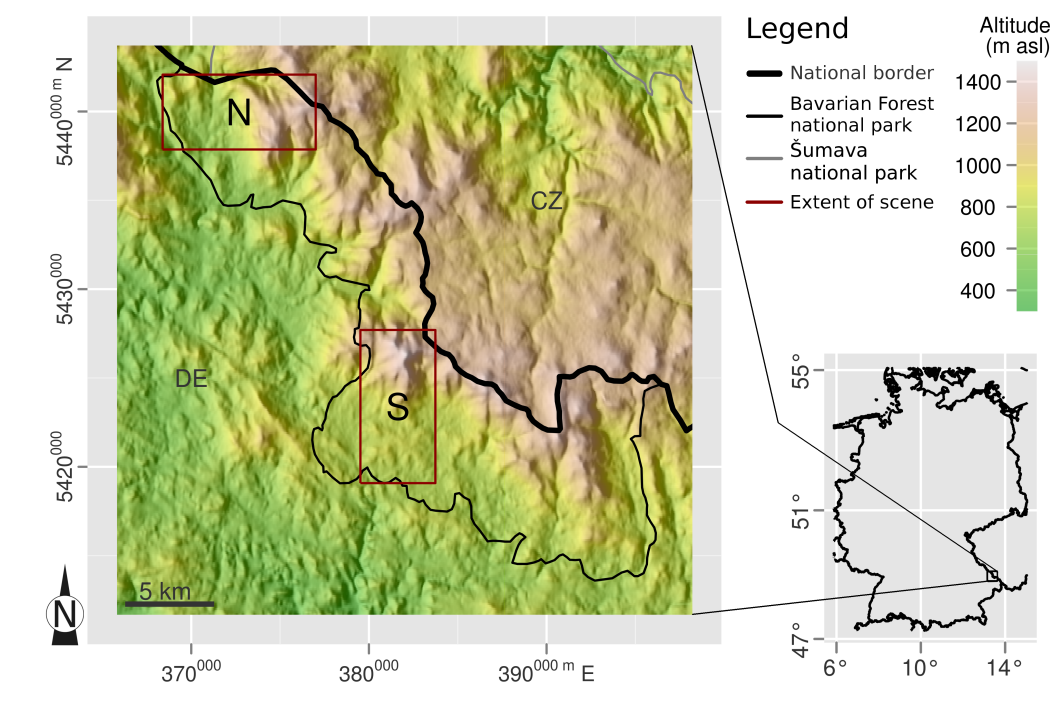 Legend
National border
Bavarian Forest
national park
Šumava
national park
Extent of scene
Altitude
(m asl)
1400
1200
1000
800
600
400
5440000 m N
5430000
5420000
370000
380000
390000 m E
N
S
CZ
DE
5 km
N
55°
51°
47°
6°
10°
14°